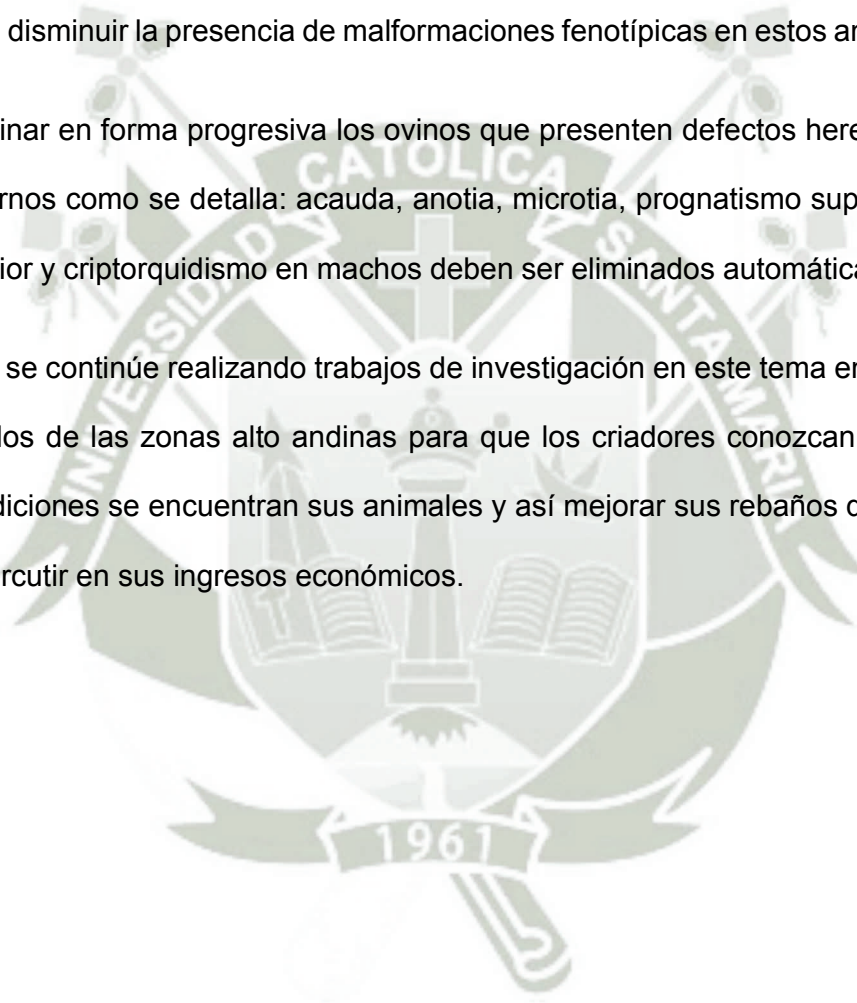 disminuir la presencia de malformaciones fenotípicas en estos an
inar en forma progresiva los ovinos que presenten defectos here
rnos como se detalla: acauda, anotia, microtia, prognatismo sup
ior y criptorquidismo en machos deben ser eliminados automática
se continúe realizando trabajos de investigación en este tema en
los de las zonas alto andinas para que los criadores conozcan
diciones se encuentran sus animales y así mejorar sus rebaños
rcutir en sus ingresos económicos.
UNIVERSIDAD CATOLICA SANTA MARIA
1961